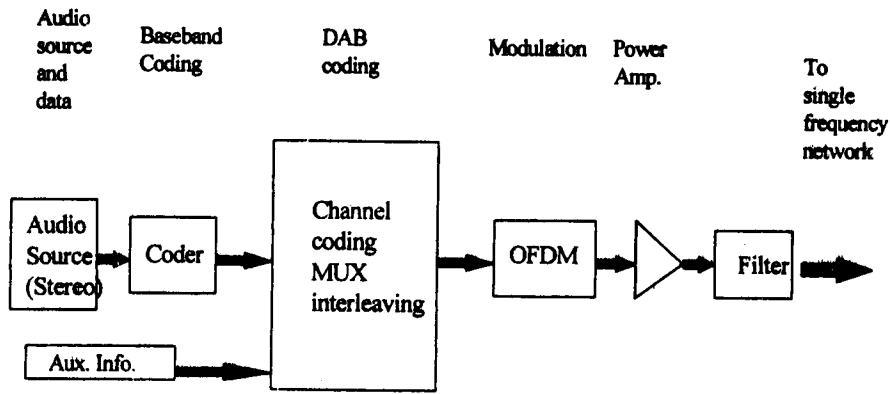 Audio
source
and
data
Baseband
Coding
DAB
coding
Modulation
Power
Amp.
To
single
frequency
network
Audio
Source
(Stereo)
Coder
Channel
coding
MUX
interleaving
OFDM
Filter
Aux. Info.